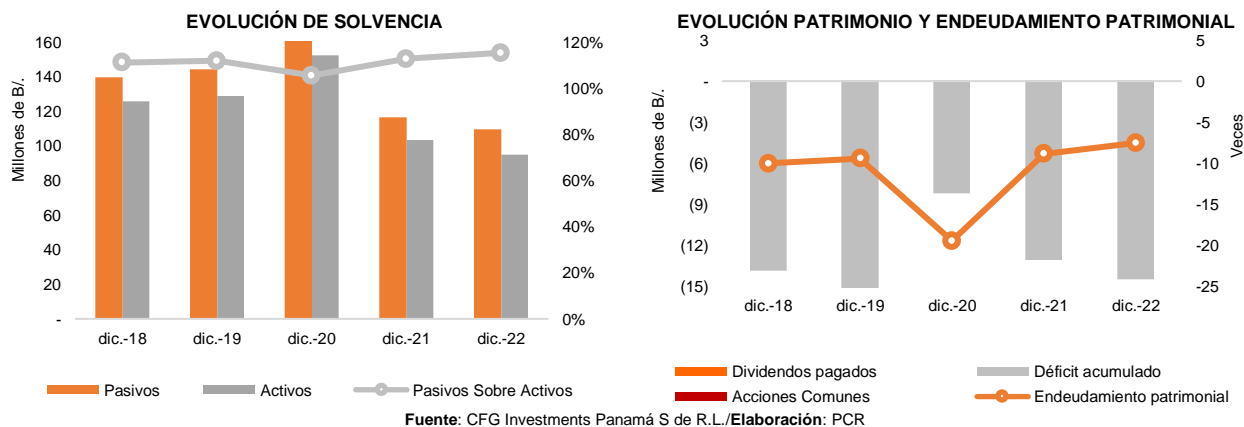 EVOLUCIÓN DE SOLVENCIA
160
140
120
100
80
60
40
20
-
Millones de B/.
120%
100%
80%
60%
40%
20%
0%
dic.-18 dic.-19 dic.-20 dic.-21 dic.-22
Pasivos Activos Pasivos Sobre Activos
EVOLUCIÓN PATRIMONIO Y ENDEUDAMIENTO PATRIMONIAL
3
-
(3)
(6)
(9)
(12)
(15)
Millones de B/.
5
0
-5
-10
-15
-20
-25
Veces
dic.-18 dic.-19 dic.-20 dic.-21 dic.-22
Dividendos pagados Déficit acumulado
Acciones Comunes Endeudamiento patrimonial
Fuente: CFG Investments Panamá S de R.L./Elaboración: PCR